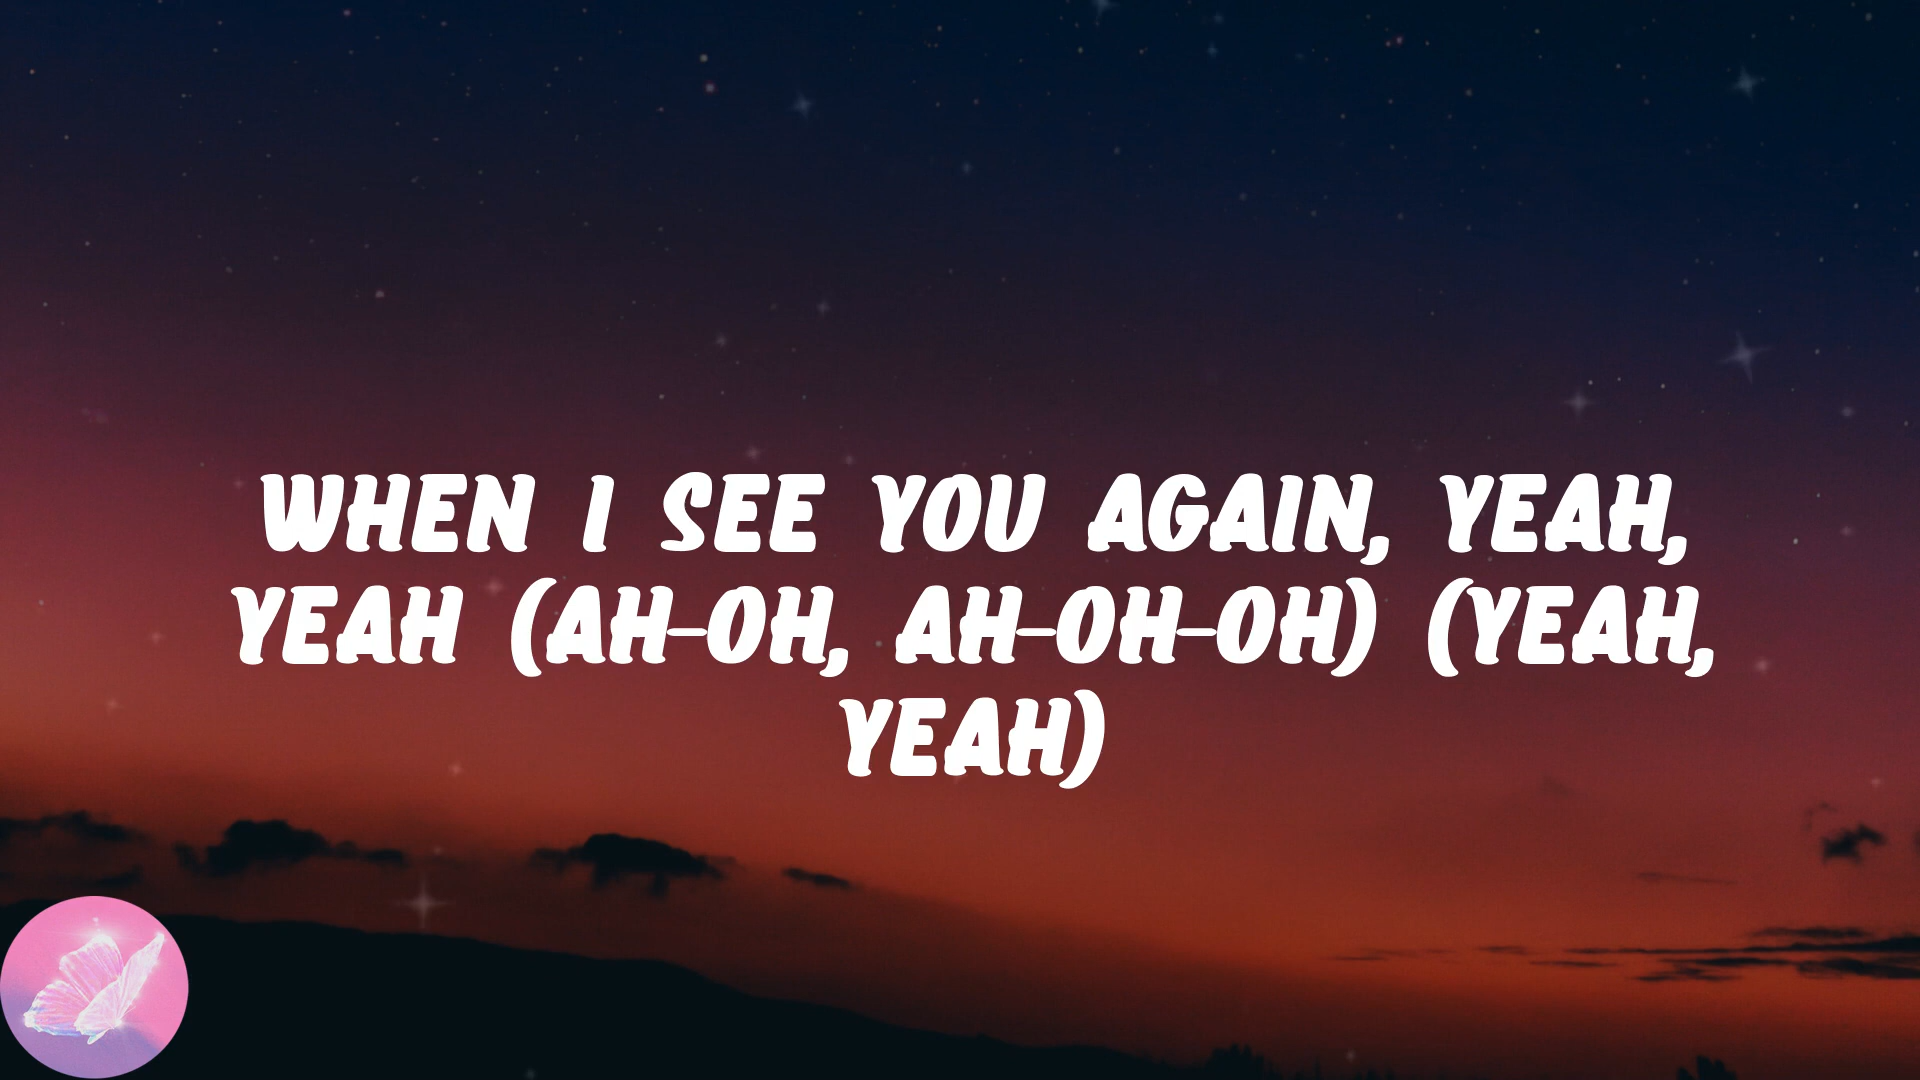 WHEN I SEE YOU AGAIN, YEAH,
YEAH (AH-OH, AH-OH-OH) (YEAH,
YEAH)